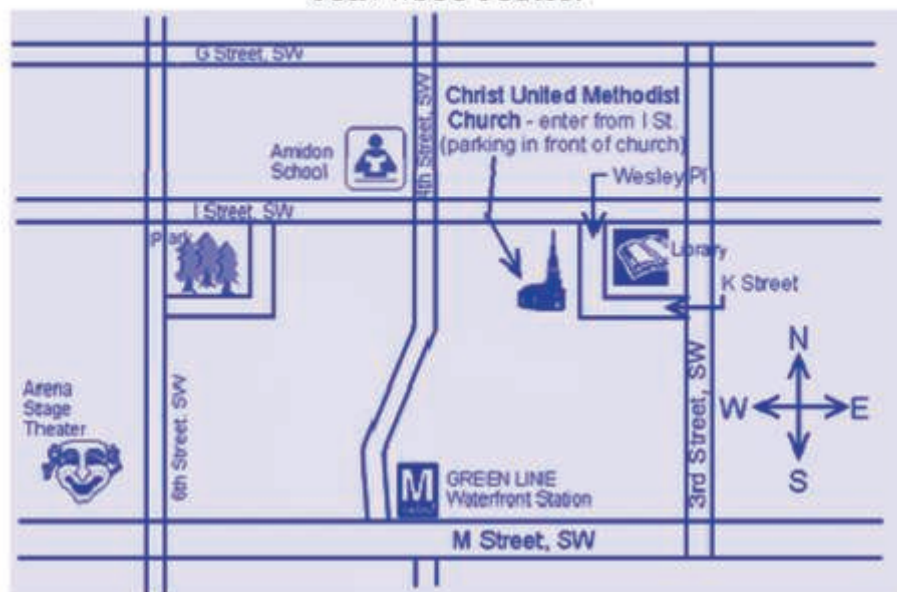 G Street, SW
4th Street, SW
Christ United Methodist
Church - enter from I St.
(parking in front of church)
Amidon
School
Wesley Pl
I Street, SW
Park
Library
K Street
N
W E
S
Arena
Stage
Theater
6th Street, SW
3rd Street, SW
M
GREEN LINIE
Waterfront Station
M Street, SW